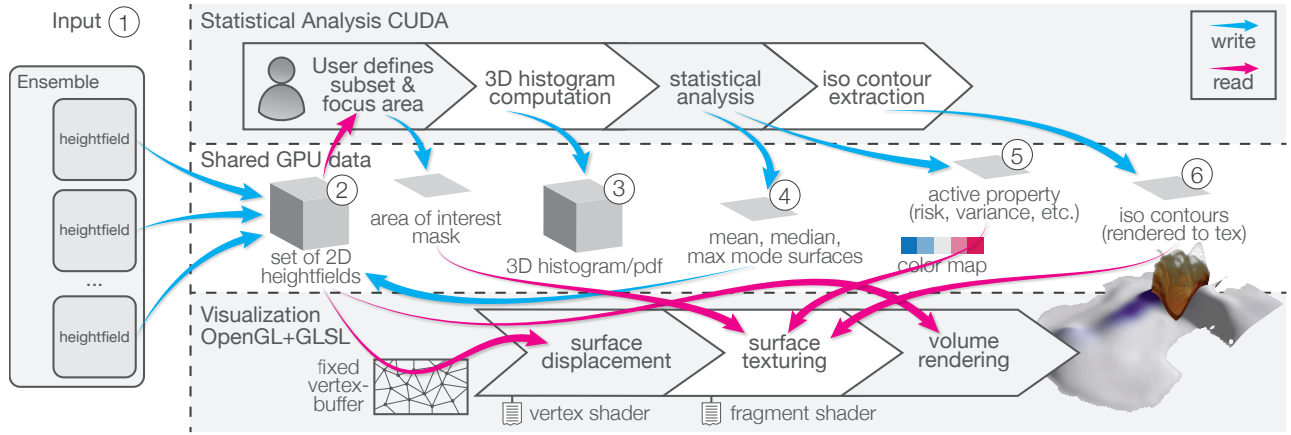 Input 1
Statistical Analysis CUDA
write
read
Ensemble
heightfield
heightfield
...
heightfield
User defines
subset &
focus area
3D histogram
computation
statistical
analysis
iso contour
extraction
Shared GPU data
2
set of 2D
heightfields
area of interest
mask
3
3D histogram/pdf
4
mean, median,
max mode surfaces
5
active property
(risk, variance, etc.)
color map
6
iso contours
(rendered to tex)
Visualization
OpenGL+GLSL
fixed
vertex-
buffer
surface
displacement
surface
texturing
volume
rendering
vertex shader
fragment shader